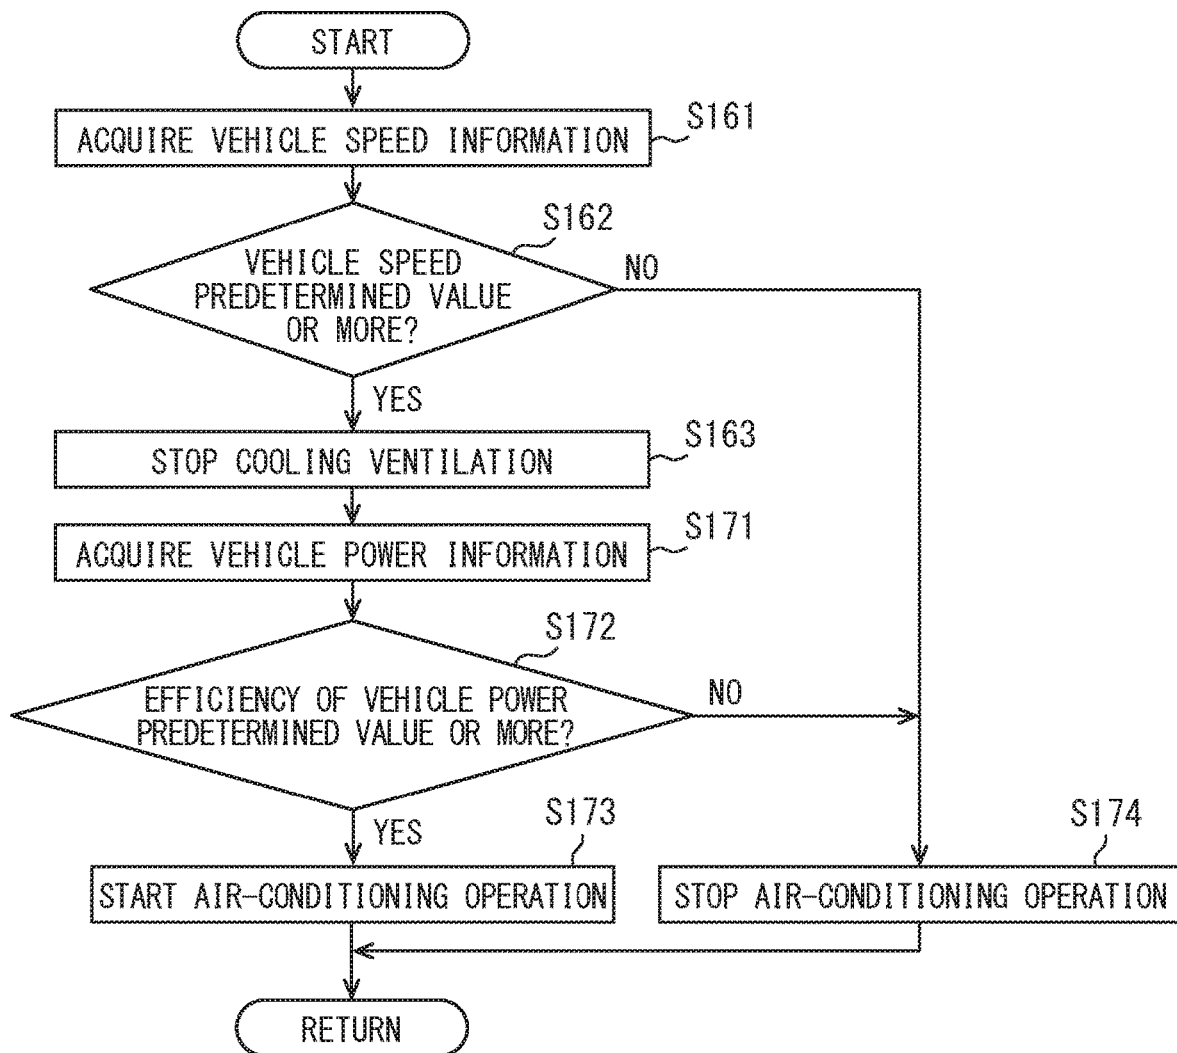 START
ACQUIRE VEHICLE SPEED INFORMATION
S161
S162
VEHICLE SPEED
PREDETERMINED VALUE
OR MORE?
NO
YES
STOP COOLING VENTILATION
S163
ACQUIRE VEHICLE POWER INFORMATION
S171
S172
EFFICIENCY OF VEHICLE POWER
PREDETERMINED VALUE OR MORE?
NO
YES
S173
START AIR-CONDITIONING OPERATION
S174
STOP AIR-CONDITIONING OPERATION
RETURN